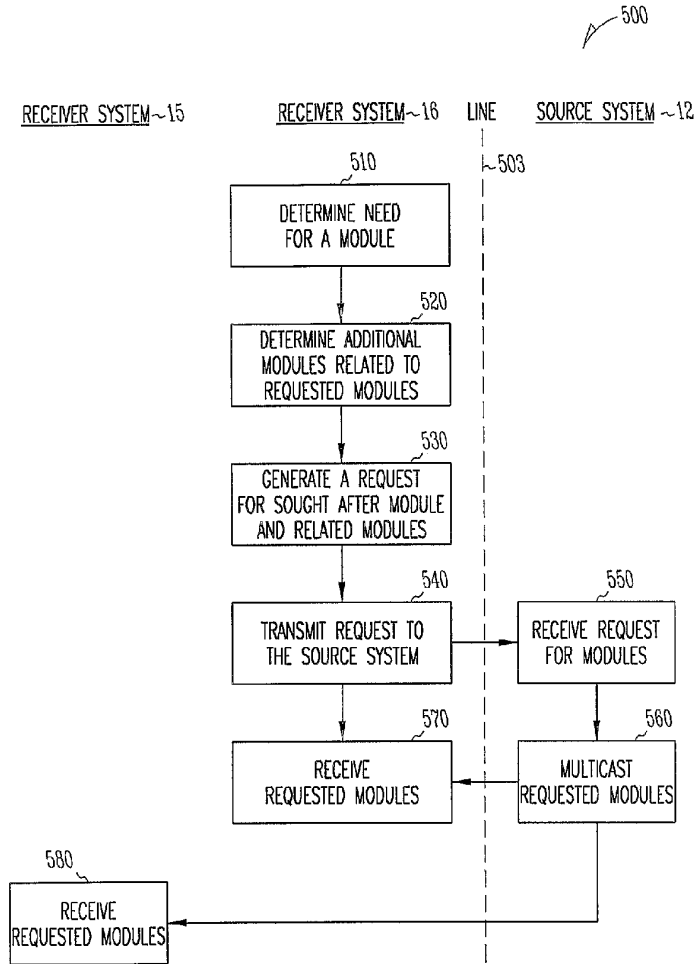 500
RECEIVER SYSTEM~15
RECEIVER SYSTEM~16
LINE
SOURCE SYSTEM~12
503
510
DETERMINE NEED
FOR A MODULE
520
DETERMINE ADDITIONAL
MODULES RELATED TO
REQUESTED MODULES
530
GENERATE A REQUEST
FOR SOUGHT AFTER MODULE
AND RELATED MODULES
540
TRANSMIT REQUEST TO
THE SOURCE SYSTEM
550
RECEIVE REQUEST
FOR MODULES
570
RECEIVE
REQUESTED MODULES
560
MULTICAST
REQUESTED MODULES
580
RECEIVE
REQUESTED MODULES